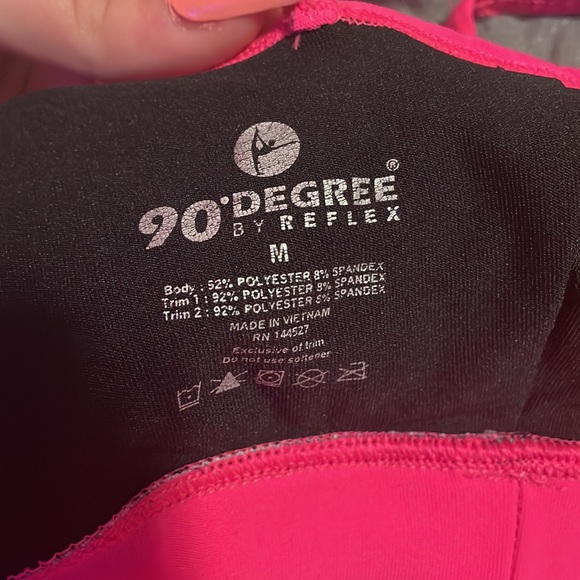 90° DEGREE®
BY REFLEX
M
Body : 92% POLYESTER 8% SPANDEX
Trim 1 : 92% POLYESTER 8% SPANDEX
Trim 2 : 92% POLYESTER 8% SPANDEX
MADE IN VIETNAM
RN 144527
Exclusive of trim
Do not use softener